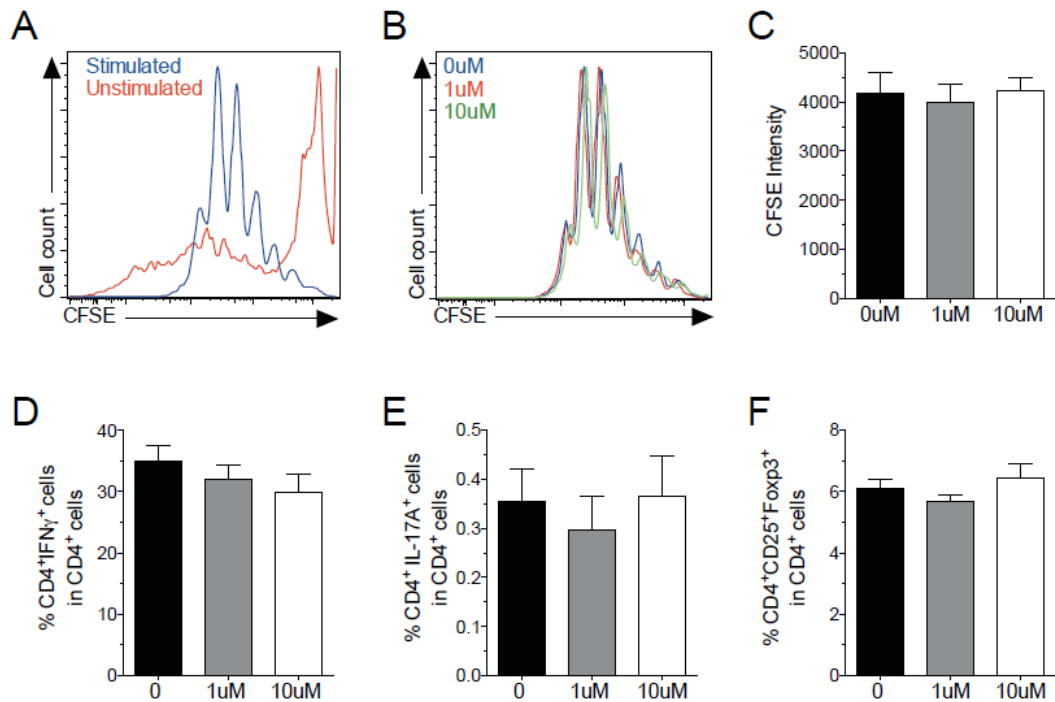 A
Stimulated
Unstimulated
Cell count
CFSE
B
0uM
1uM
10uM
Cell count
CFSE
C
CFSE Intensity
5000
4000
3000
2000
1000
0
0uM
1uM
10uM
D
% CD4⁺IFNγ⁺ cells
in CD4⁺ cells
40
30
20
10
0
0
1uM
10uM
E
% CD4⁺ IL-17A⁺ cells
in CD4⁺ cells
0.5
0.4
0.3
0.2
0.1
0.0
0
1uM
10uM
F
% CD4⁺CD25⁺Foxp3⁺
in CD4⁺ cells
8
6
4
2
0
0
1uM
10uM